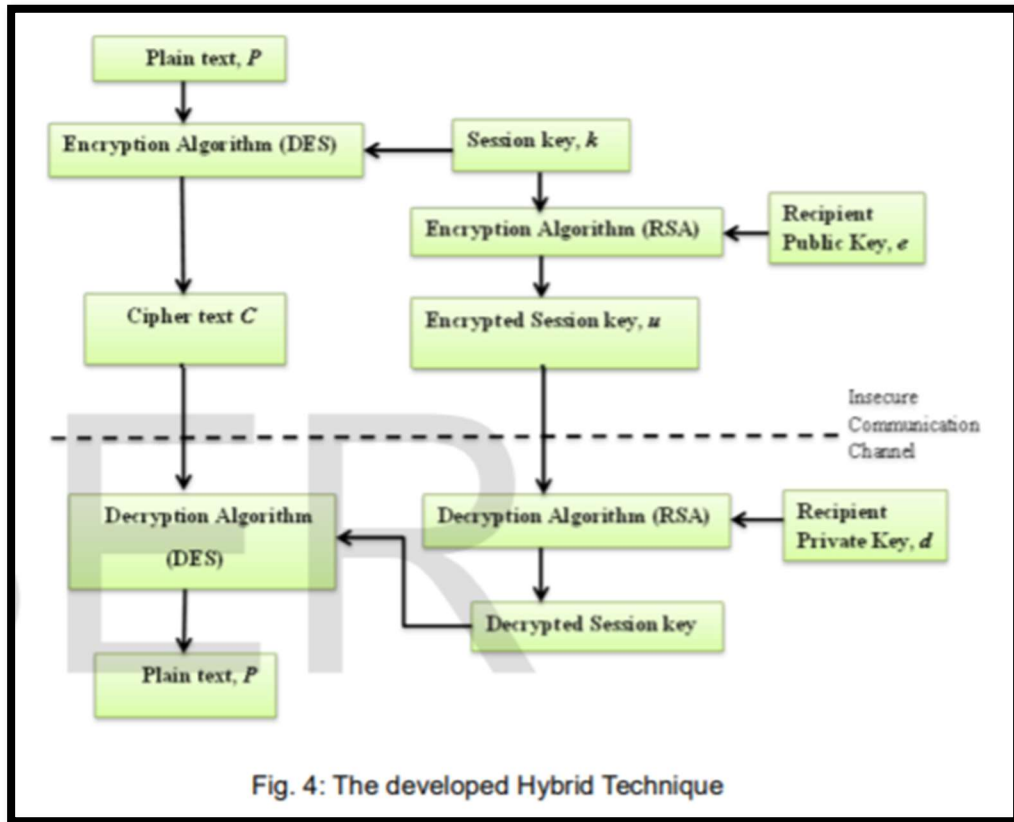 Plain text, P
Encryption Algorithm (DES)
Session key, k
Encryption Algorithm (RSA)
Recipient
Public Key, e
Cipher text C
Encrypted Session key, u
Insecure
Communication
Channel
Decryption Algorithm
(DES)
Decryption Algorithm (RSA)
Recipient
Private Key, d
Decrypted Session key
Plain text, P
ER
Fig. 4: The developed Hybrid Technique